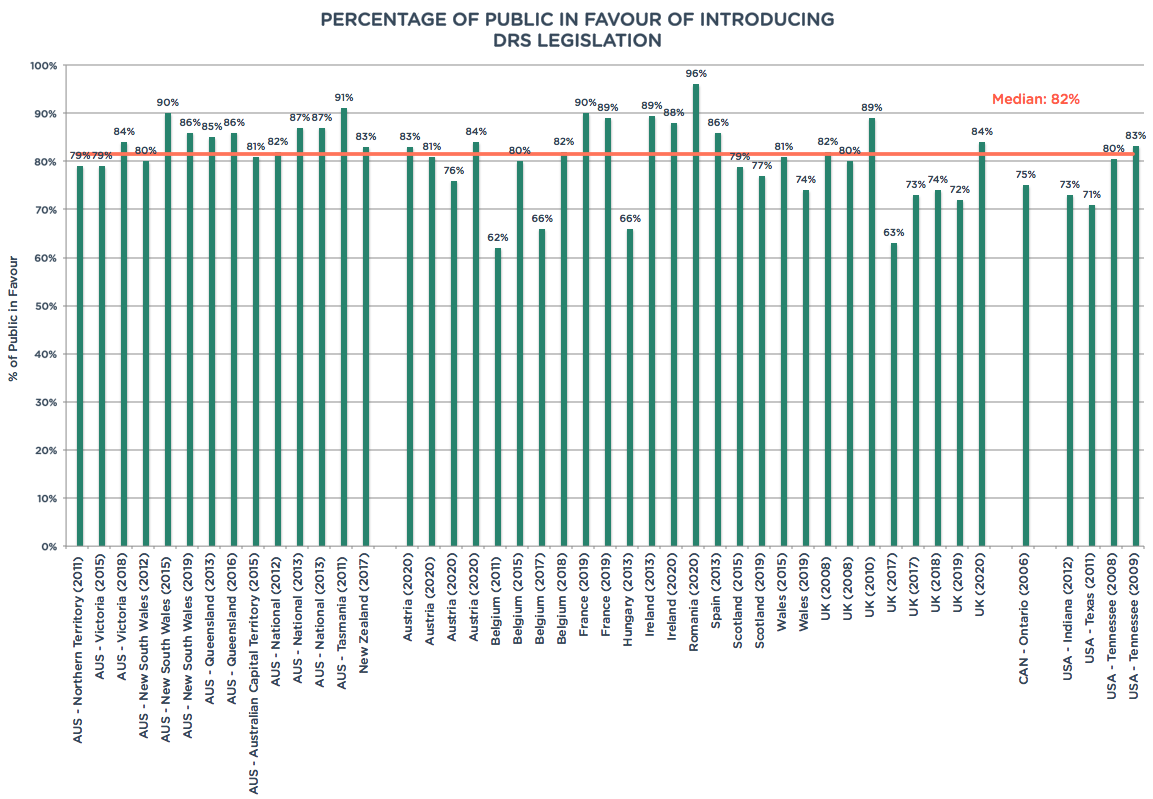 PERCENTAGE OF PUBLIC IN FAVOUR OF INTRODUCING
DRS LEGISLATION
% of Public in Favour
100%
90%
80%
70%
60%
50%
40%
30%
20%
10%
0%
Median: 82%
79%
79%
84%
80%
90%
86%
85%
86%
81%
82%
87%
87%
91%
83%
83%
81%
76%
84%
62%
80%
66%
82%
90%
89%
66%
89%
88%
96%
86%
79%
77%
81%
74%
82%
80%
89%
63%
73%
74%
72%
84%
75%
73%
71%
80%
83%
AUS - Northern Territory (2011)
AUS - Victoria (2015)
AUS - Victoria (2018)
AUS - New South Wales (2012)
AUS - New South Wales (2015)
AUS - New South Wales (2019)
AUS - Queensland (2013)
AUS - Queensland (2016)
AUS - Australian Capital Territory (2015)
AUS - National (2012)
AUS - National (2013)
AUS - National (2013)
AUS - Tasmania (2011)
New Zealand (2017)
Austria (2020)
Austria (2020)
Austria (2020)
Austria (2020)
Belgium (2011)
Belgium (2015)
Belgium (2017)
Belgium (2018)
France (2019)
France (2019)
Hungary (2013)
Ireland (2013)
Ireland (2020)
Romania (2020)
Spain (2013)
Scotland (2015)
Scotland (2019)
Wales (2015)
Wales (2019)
UK (2008)
UK (2008)
UK (2010)
UK (2017)
UK (2017)
UK (2018)
UK (2019)
UK (2020)
CAN - Ontario (2006)
USA - Indiana (2012)
USA - Texas (2011)
USA - Tennessee (2008)
USA - Tennessee (2009)